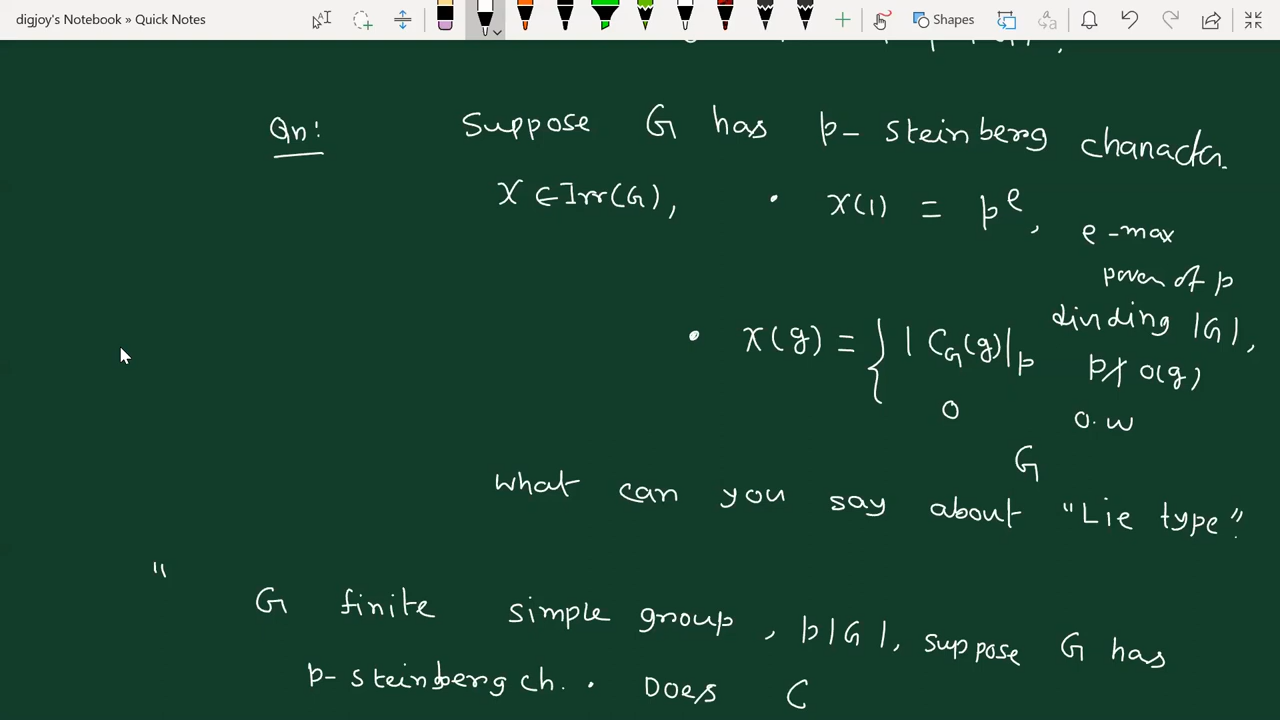 digjoy's Notebook » Quick Notes
Shapes
Qn: Suppose G has p- steinberg character.
χ ∈ Irr(G), • χ(1) = p^e, e-max
power of p
dividing |G|,
• χ(g) = { |C_G(g)|_p p∤ o(g)
0 o.w
G
what can you say about "Lie type"?
"
G finite simple group, p||G|, suppose G has
p-steinberg ch. • Does G